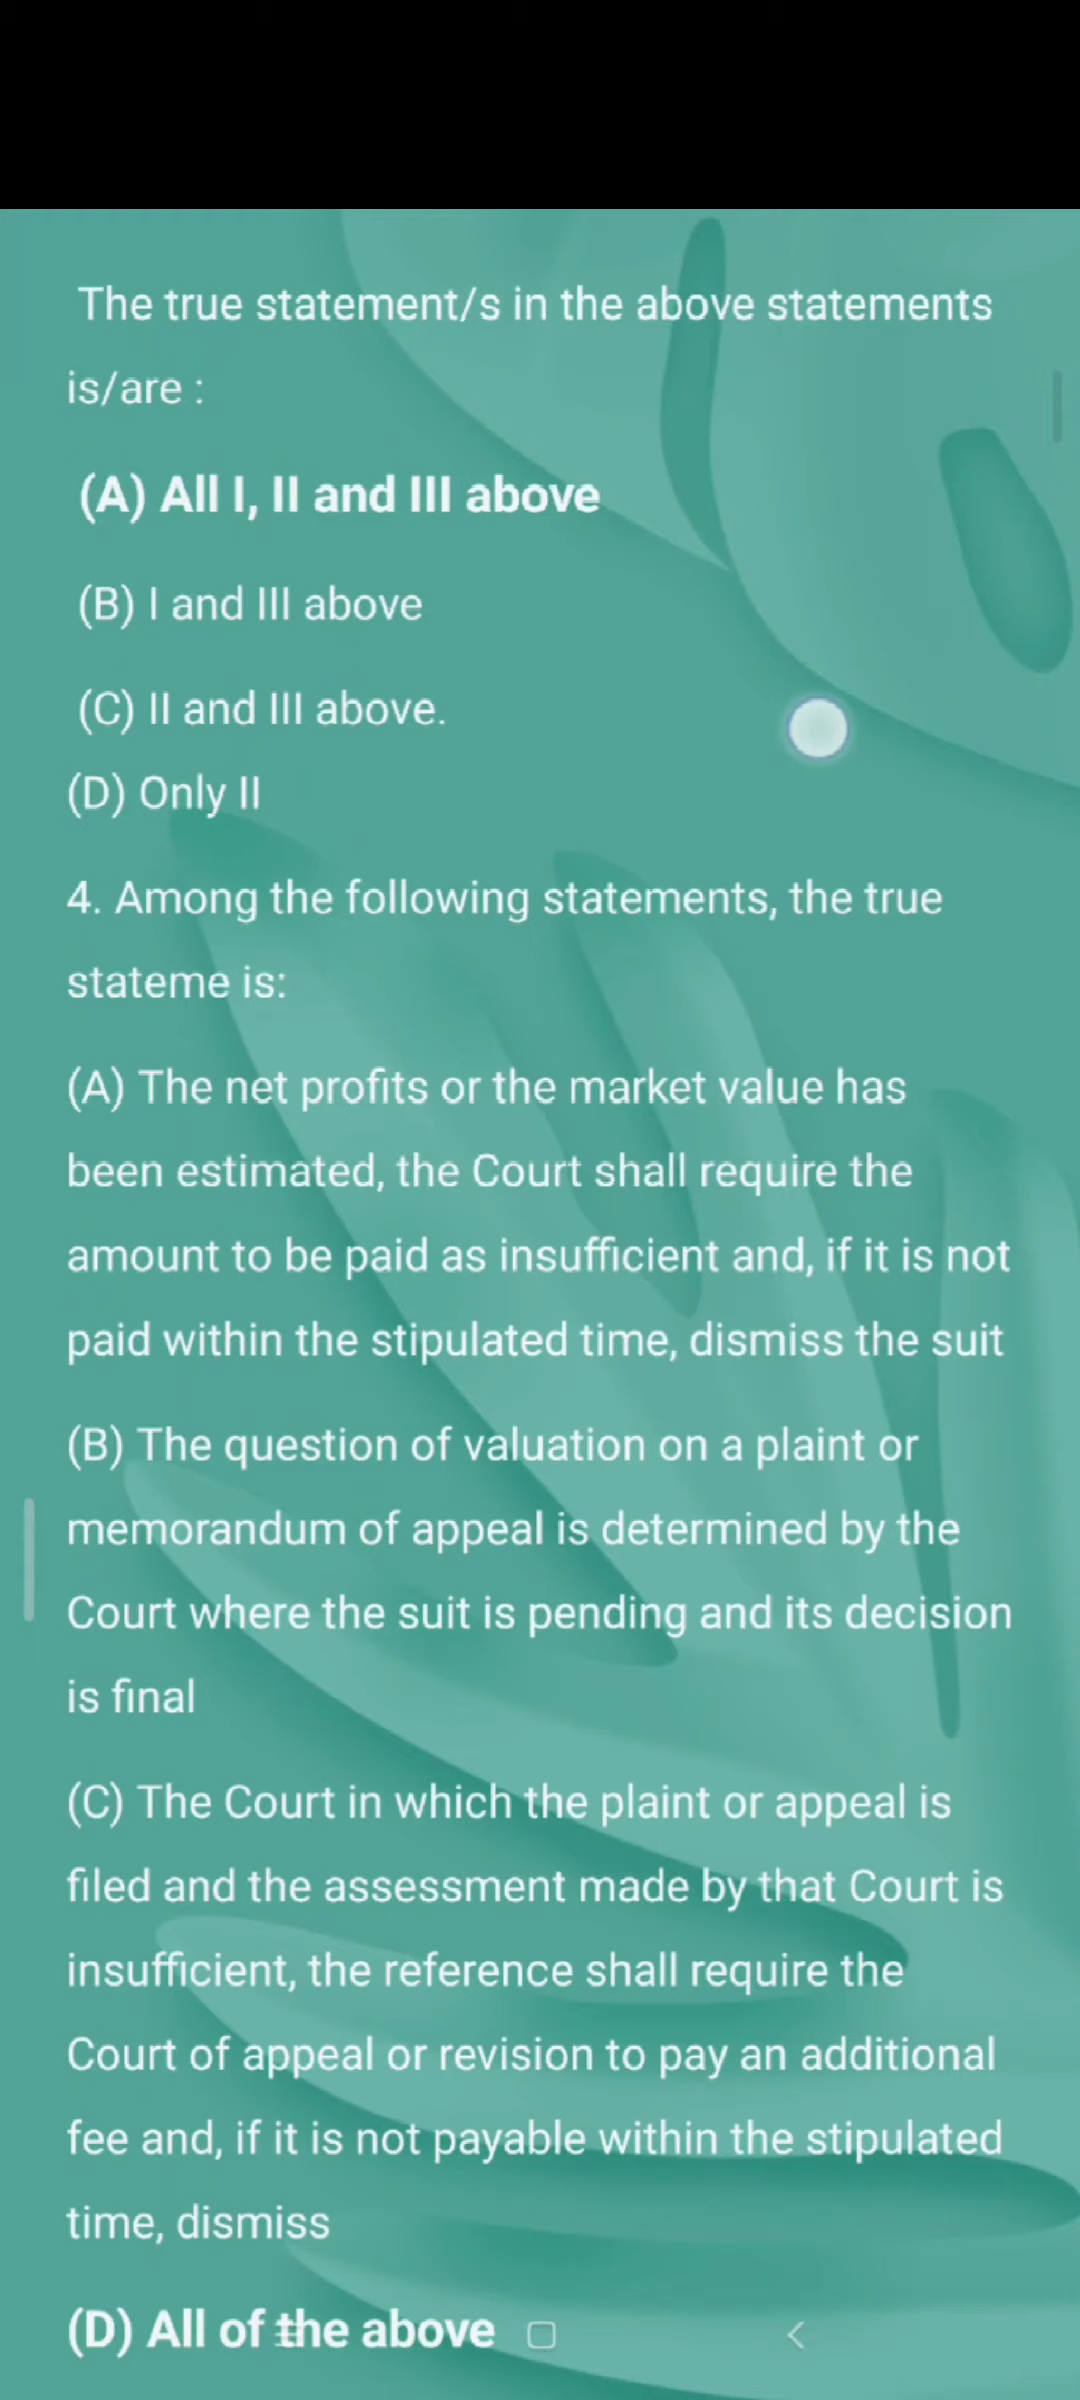 The true statement/s in the above statements
is/are :
(A) All I, II and III above
(B) I and III above
(C) II and III above.
(D) Only II
4. Among the following statements, the true
stateme is:
(A) The net profits or the market value has
been estimated, the Court shall require the
amount to be paid as insufficient and, if it is not
paid within the stipulated time, dismiss the suit
(B) The question of valuation on a plaint or
memorandum of appeal is determined by the
Court where the suit is pending and its decision
is final
(C) The Court in which the plaint or appeal is
filed and the assessment made by that Court is
insufficient, the reference shall require the
Court of appeal or revision to pay an additional
fee and, if it is not payable within the stipulated
time, dismiss
(D) All of the above